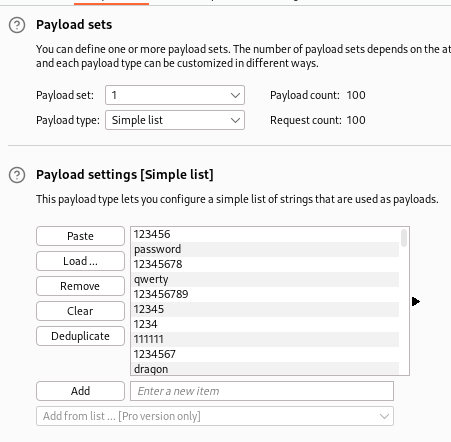 Payload sets
You can define one or more payload sets. The number of payload sets depends on the at
and each payload type can be customized in different ways.
Payload set: 1 Payload count: 100
Payload type: Simple list Request count: 100
Payload settings [Simple list]
This payload type lets you configure a simple list of strings that are used as payloads.
Paste
Load ...
Remove
Clear
Deduplicate
123456
password
12345678
qwerty
123456789
12345
1234
111111
1234567
dragon
Add Enter a new item
Add from list ... [Pro version only]